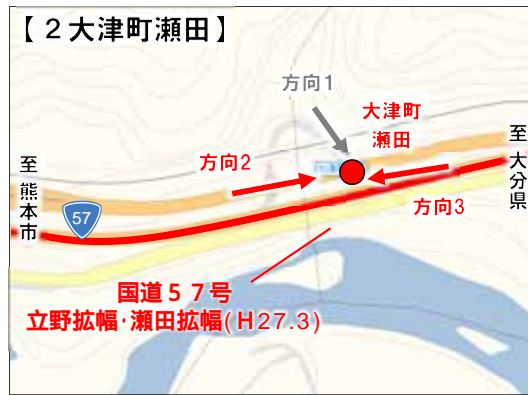 【２大津町瀬田】
方向1
大津町
瀬田
至 大分県
方向2
至 熊本市
57
方向3
国道５７号
立野拡幅･瀬田拡幅(H27.3)